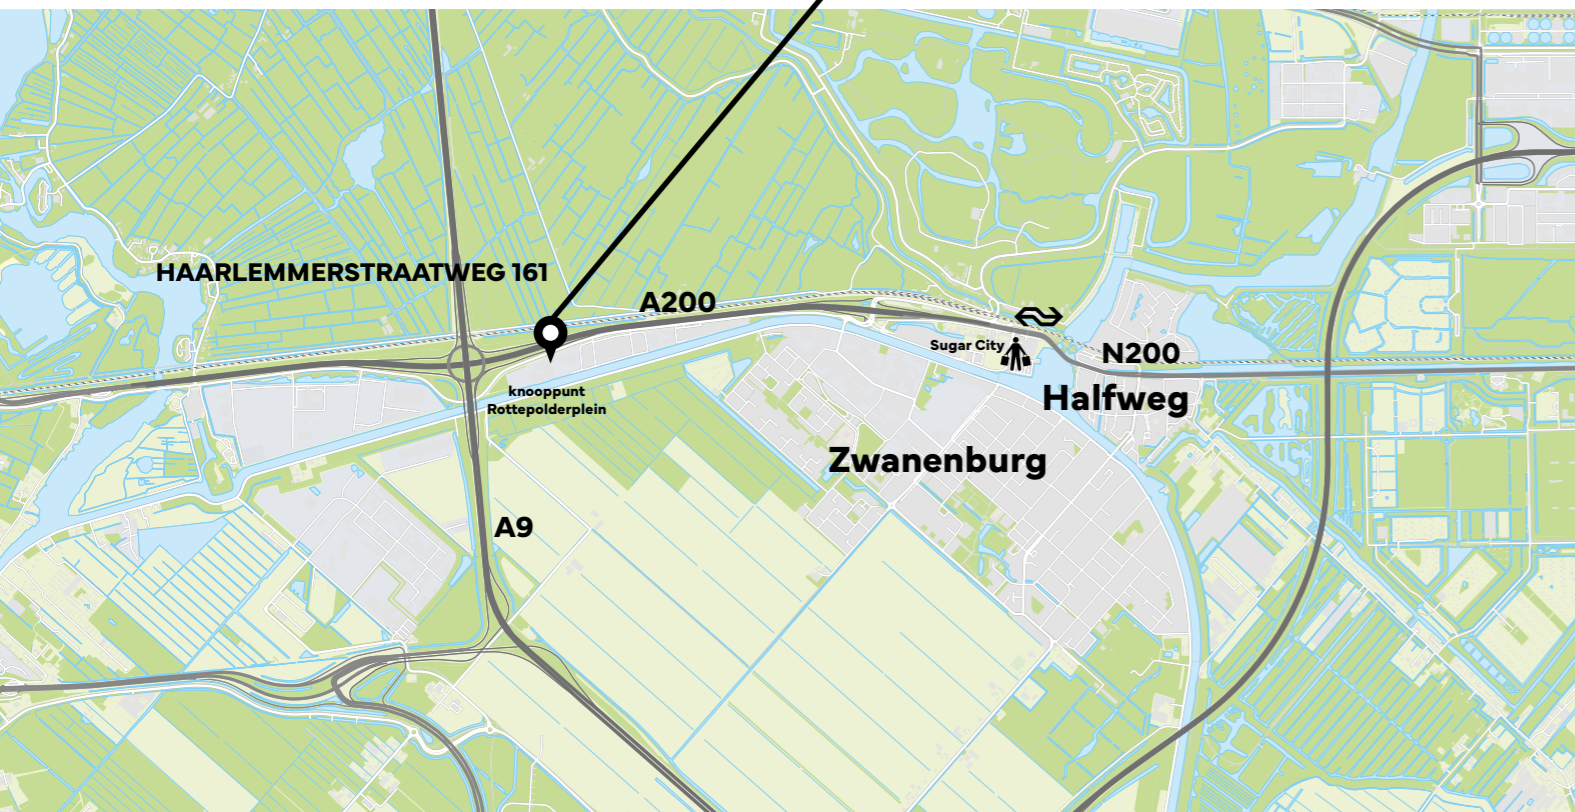 HAARLEMMERSTRAATWEG 161
A200
Sugar City
N200
knooppunt
Rottepolderplein
Halfweg
Zwanenburg
A9